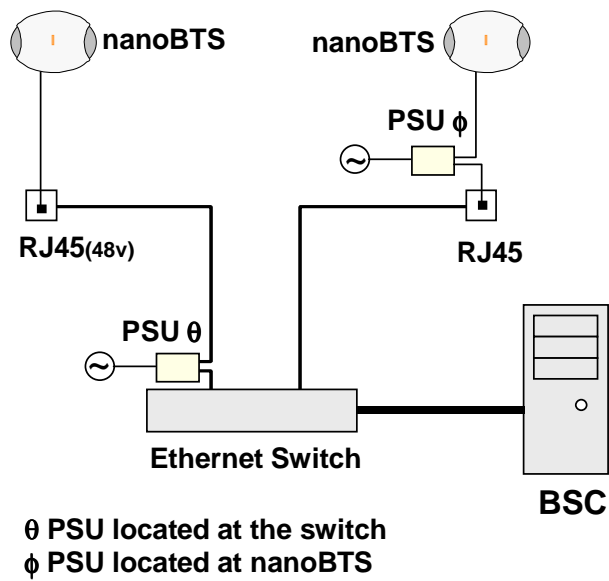 nanoBTS
nanoBTS
PSU ϕ
RJ45(48v)
RJ45
PSU θ
Ethernet Switch
BSC
θ PSU located at the switch
ϕ PSU located at nanoBTS